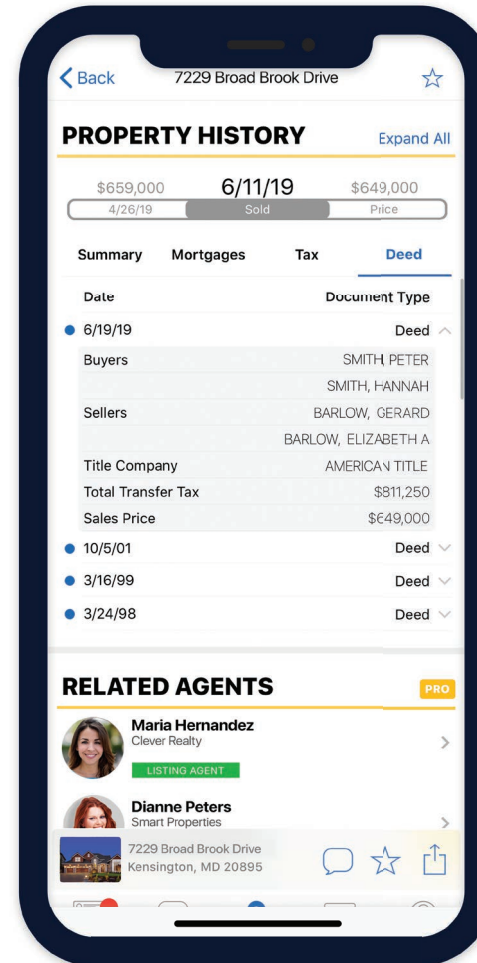 Back 7229 Broad Brook Drive
PROPERTY HISTORY Expand All
$659,000 6/11/19 $649,000
4/26/19 Sold Price
Summary Mortgages Tax Deed
Date Document Type
6/19/19 Deed
Buyers SMITH, PETER
SMITH, HANNAH
Sellers BARLOW, GERARD
BARLOW, ELIZABETH A
Title Company AMERICAN TITLE
Total Transfer Tax $811,250
Sales Price $649,000
10/5/01 Deed
3/16/99 Deed
3/24/98 Deed
RELATED AGENTS PRO
Maria Hernandez
Clever Realty
LISTING AGENT
Dianne Peters
Smart Properties
7229 Broad Brook Drive
Kensington, MD 20895